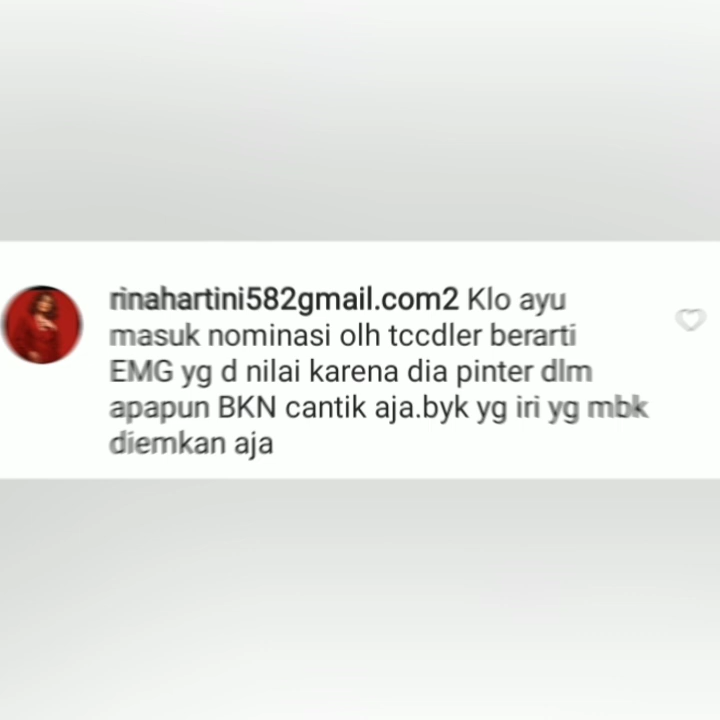 rinahartini582gmail.com2 Klo ayu
masuk nominasi olh tccdler berarti
EMG yg d nilai karena dia pinter dlm
apapun BKN cantik aja.byk yg iri yg mbk
diemkan aja